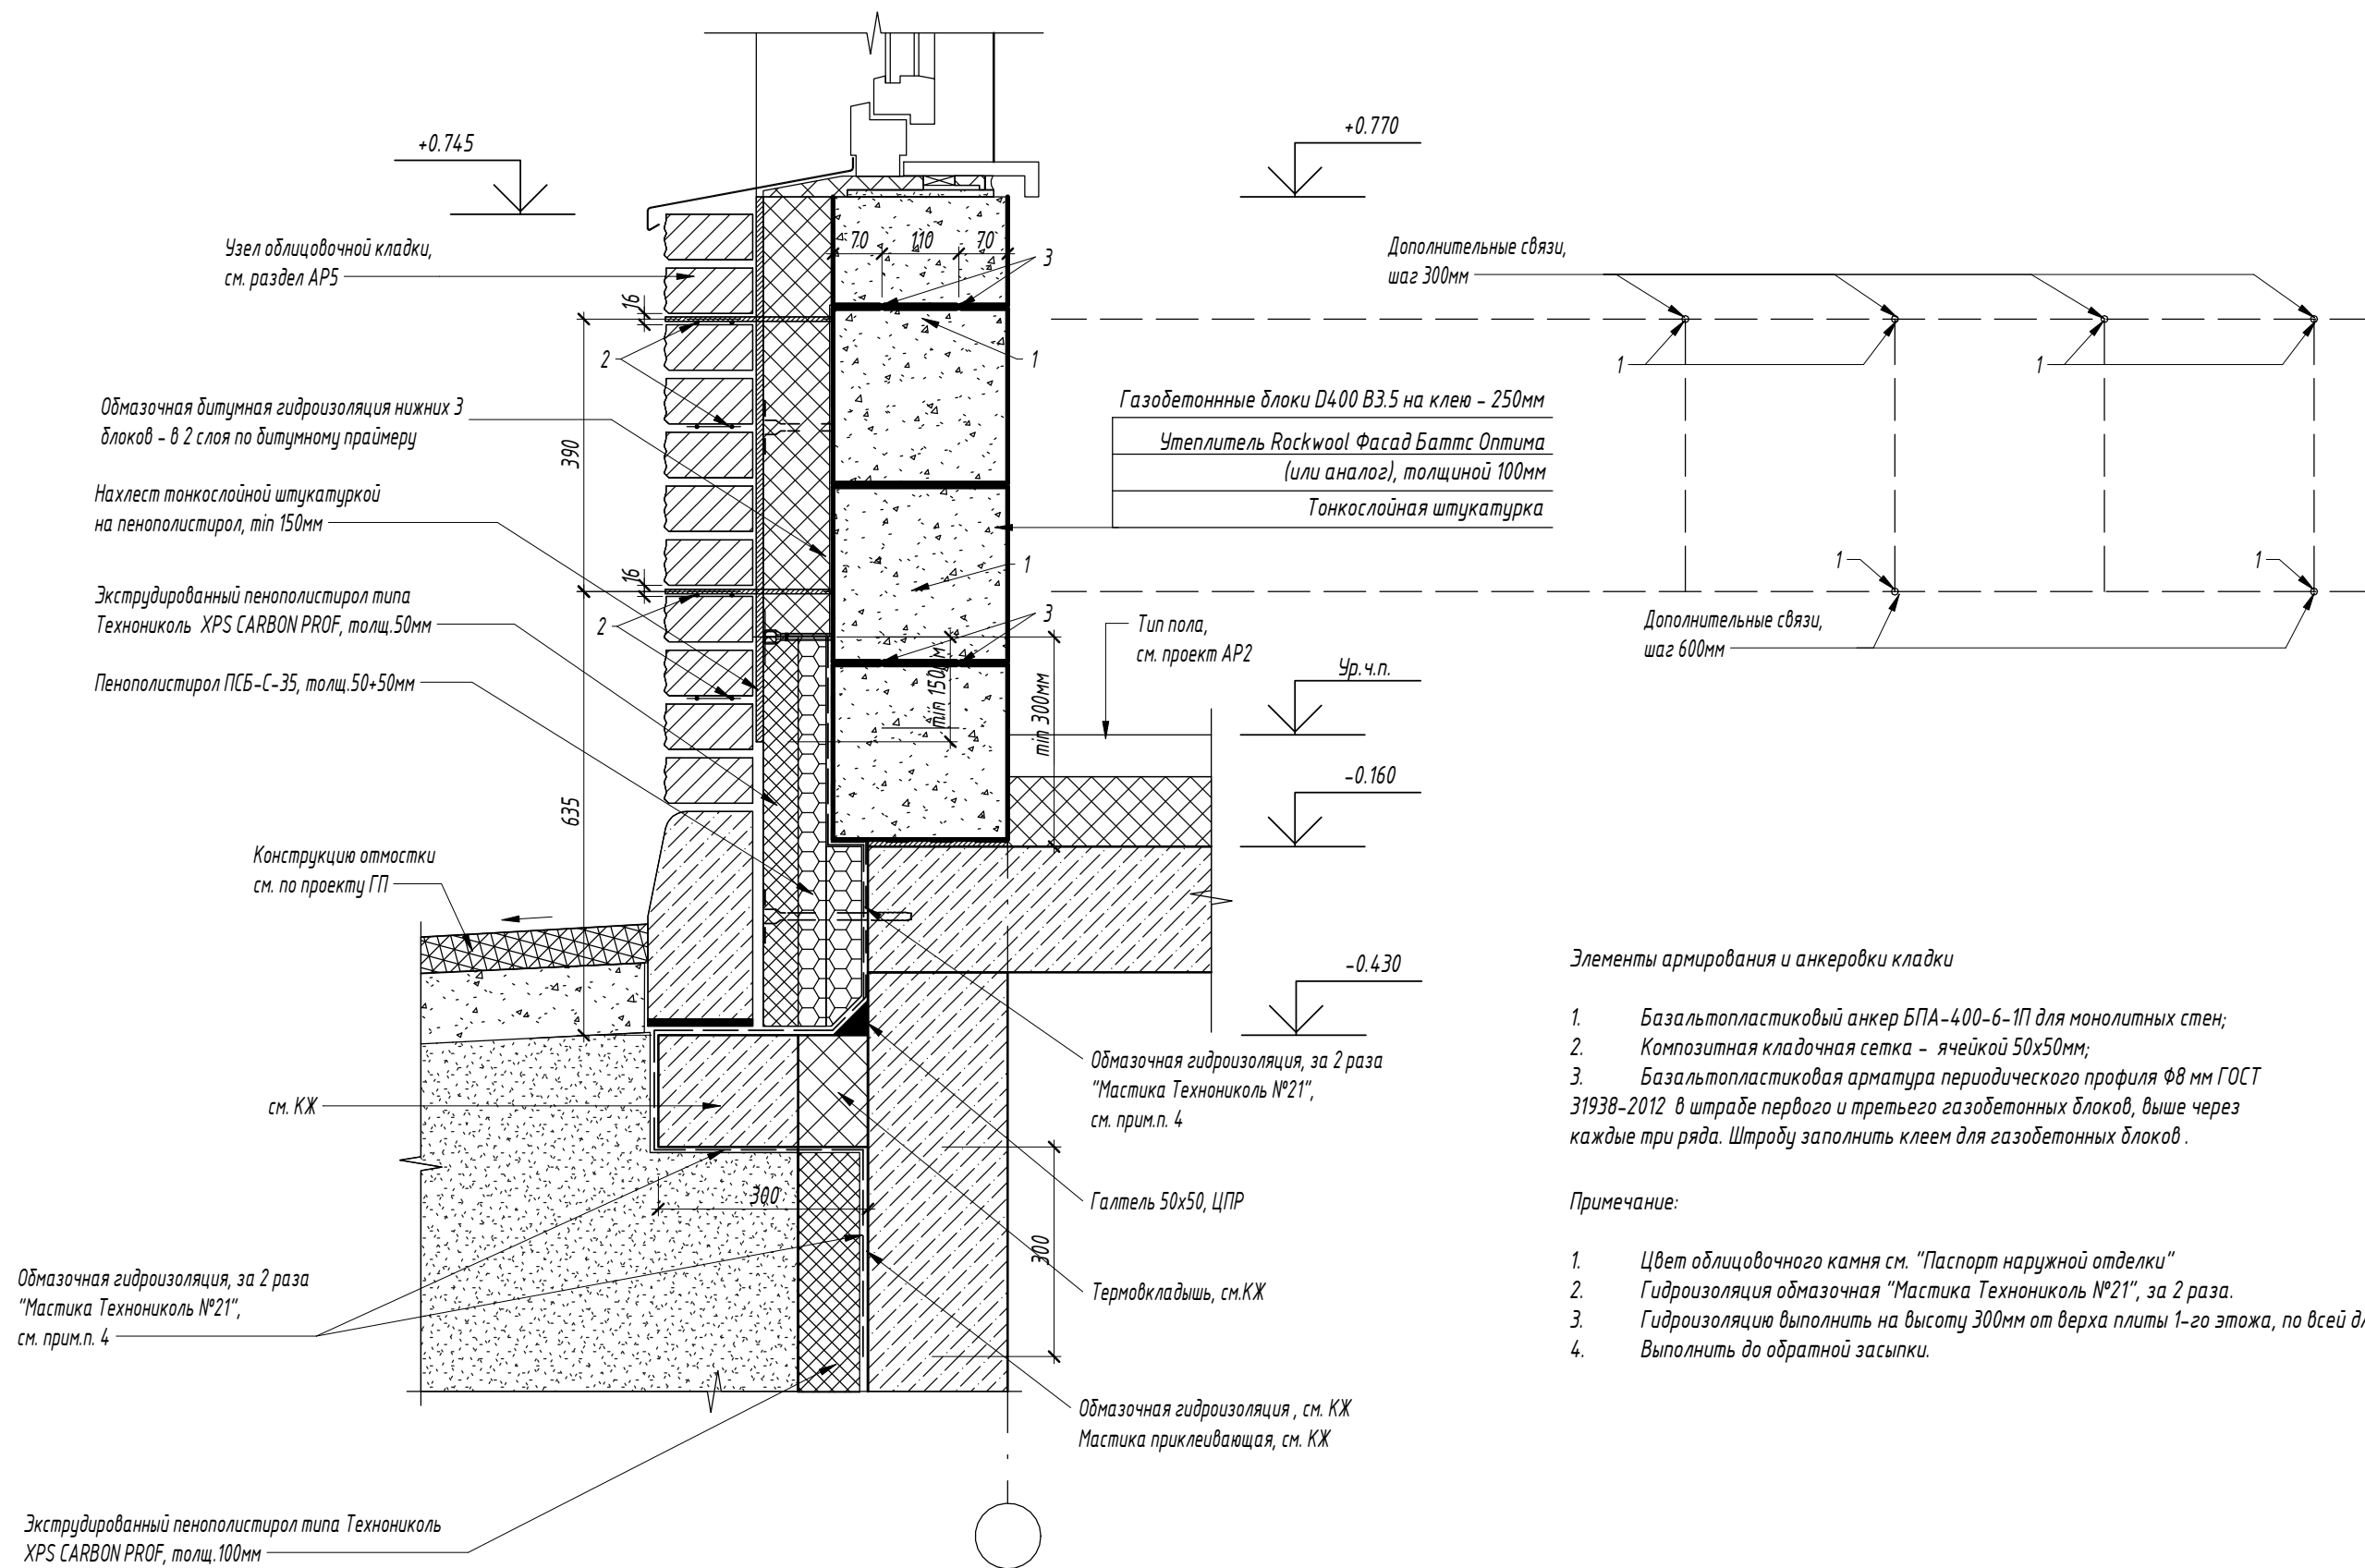 +0.745
+0.770
Узел облицовочной кладки,
см. раздел АР5
70
110
70
3
16
2
1
390
Дополнительные связи,
шаг 300мм
1
1
Обмазочная битумная гидроизоляция нижних 3
блоков - в 2 слоя по битумному праймеру
Газобетоннные блоки D400 В3.5 на клею - 250мм
Утеплитель Rockwool Фасад Баттс Оптима
(или аналог), толщиной 100мм
Тонкослойная штукатурка
Нахлест тонкослойной штукатуркой
на пенополистирол, min 150мм
16
1
1
1
Экструдированный пенополистирол типа
Технониколь XPS CARBON PROF, толщ.50мм
2
3
Тип пола,
см. проект АР2
Дополнительные связи,
шаг 600мм
Пенополистирол ПСБ-С-35, толщ.50+50мм
min 150мм
min 300мм
Ур.ч.п.
-0.160
635
Конструкцию отмостки
см. по проекту ГП
-0.430
Элементы армирования и анкеровки кладки
1. Базальтопластиковый анкер БПА-400-6-1П для монолитных стен;
2. Композитная кладочная сетка - ячейкой 50х50мм;
3. Базальтопластиковая арматура периодического профиля Ф8 мм ГОСТ
31938-2012 в штрабе первого и третьего газобетонных блоков, выше через
каждые три ряда. Штробу заполнить клеем для газобетонных блоков .
Обмазочная гидроизоляция, за 2 раза
"Мастика Технониколь №21",
см. прим.п. 4
см. КЖ
300
Галтель 50х50, ЦПР
300
Термовкладышь, см.КЖ
Примечание:
1. Цвет облицовочного камня см. "Паспорт наружной отделки"
2. Гидроизоляция обмазочная "Мастика Технониколь №21", за 2 раза.
3. Гидроизоляцию выполнить на высоту 300мм от верха плиты 1-го этожа, по всей
4. Выполнить до обратной засыпки.
Обмазочная гидроизоляция, за 2 раза
"Мастика Технониколь №21",
см. прим.п. 4
Обмазочная гидроизоляция , см. КЖ
Мастика приклеивающая, см. КЖ
Экструдированный пенополистирол типа Технониколь
XPS CARBON PROF, толщ.100мм